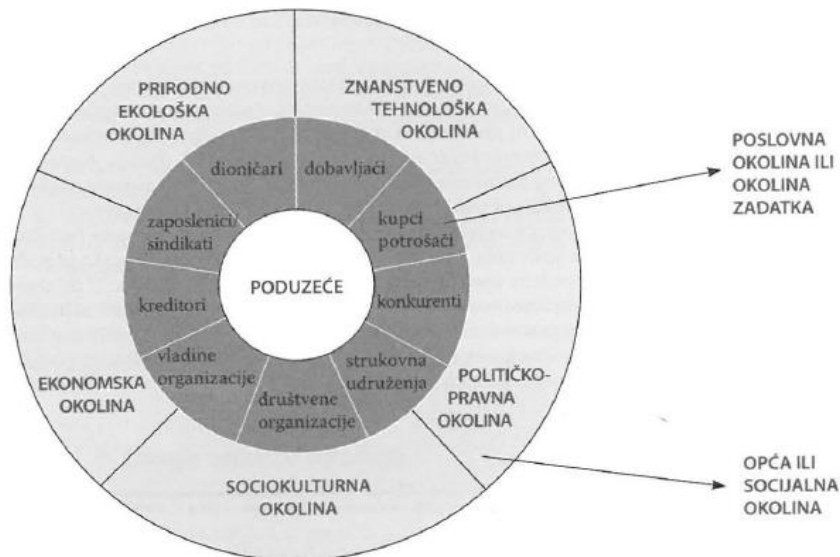 PRIRODNO
EKOLOŠKA
OKOLINA
ZNANSTVENO
TEHNOLOŠKA
OKOLINA
dioničari
dobavljači
zaposlenici/
sindikati
kupci
potrošači
PODUZEĆE
kreditori
konkurenti
vladine
organizacije
strukovna
udruženja
društvene
organizacije
EKONOMSKA
OKOLINA
POLITIČKO-
PRAVNA
OKOLINA
SOCIOKULTURNA
OKOLINA
POSLOVNA
OKOLINA ILI
OKOLINA
ZADATKA
OPĆA ILI
SOCIJALNA
OKOLINA